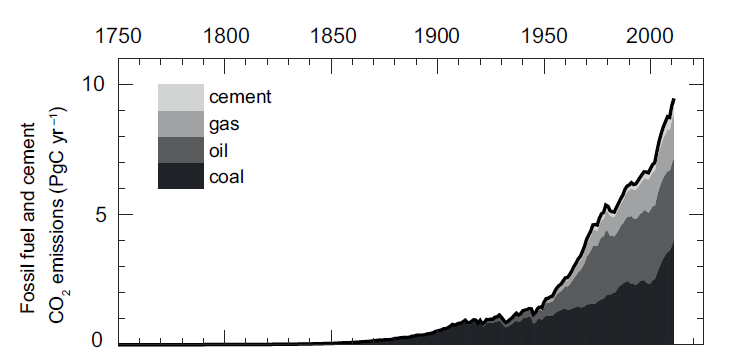 1750 1800 1850 1900 1950 2000
10
cement
gas
oil
coal
5
0
Fossil fuel and cement
CO₂ emissions (PgC yr⁻¹)